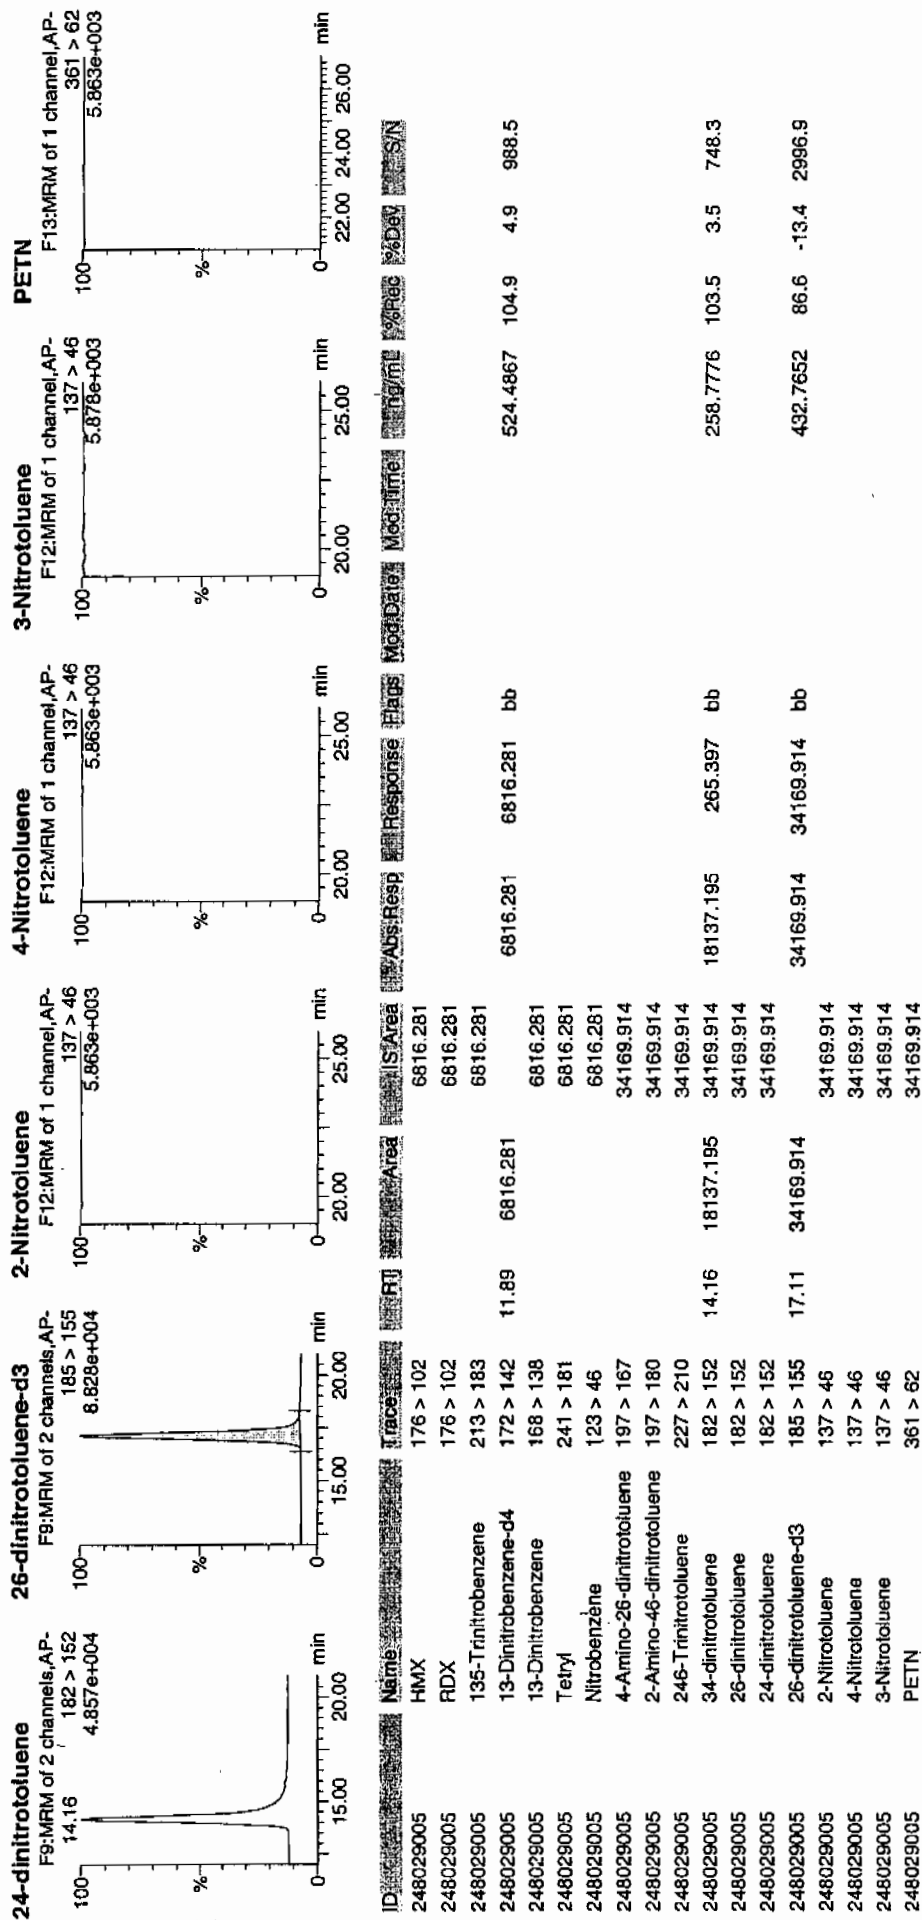 24-dinitrotoluene
F9:MRM of 2 channels,AP-
14.16 182 > 152
4.857e+004
100
%
0
15.00 20.00 min
26-dinitrotoluene-d3
F9:MRM of 2 channels,AP-
185 > 155
8.828e+004
100
%
0
15.00 20.00 min
2-Nitrotoluene
F12:MRM of 1 channel,AP-
137 > 46
5.863e+003
100
%
0
20.00 25.00 min
4-Nitrotoluene
F12:MRM of 1 channel,AP-
137 > 46
5.863e+003
100
%
0
20.00 25.00 min
3-Nitrotoluene
F12:MRM of 1 channel,AP-
137 > 46
5.878e+003
100
%
0
20.00 25.00 min
PETN
F13:MRM of 1 channel,AP-
361 > 62
5.863e+003
100
%
0
22.00 24.00 26.00 min
ID Name Trace RT Area IS Area Abs.Resp Response Flags Mod.Date Mod.Time ng/mL %Rec %Dev S/N
248029005 HMX 176 > 102 6816.281
248029005 RDX 176 > 102 6816.281
248029005 135-Trinitrobenzene 213 > 183 6816.281
248029005 13-Dinitrobenzene-d4 172 > 142 11.89 6816.281 6816.281 6816.281 bb 524.4867 104.9 4.9 988.5
248029005 13-Dinitrobenzene 168 > 138 6816.281
248029005 Tetryl 241 > 181 6816.281
248029005 Nitrobenzene 123 > 46 6816.281
248029005 4-Amino-26-dinitrotoluene 197 > 167 34169.914
248029005 2-Amino-46-dinitrotoluene 197 > 180 34169.914
248029005 246-Trinitrotoluene 227 > 210 34169.914
248029005 34-dinitrotoluene 182 > 152 14.16 18137.195 34169.914 18137.195 265.397 bb 258.7776 103.5 3.5 748.3
248029005 26-dinitrotoluene 182 > 152 34169.914
248029005 24-dinitrotoluene 182 > 152 34169.914
248029005 26-dinitrotoluene-d3 185 > 155 17.11 34169.914 34169.914 34169.914 bb 432.7652 86.6 -13.4 2996.9
248029005 2-Nitrotoluene 137 > 46 34169.914
248029005 4-Nitrotoluene 137 > 46 34169.914
248029005 3-Nitrotoluene 137 > 46 34169.914
248029005 PETN 361 > 62 34169.914